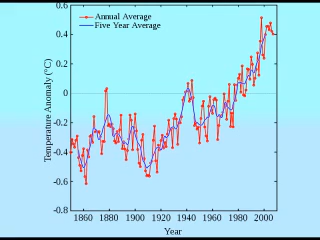 0.6
Annual Average
Five Year Average
0.4
0.2
0
-0.2
-0.4
-0.6
-0.8
Temperature Anomaly (°C)
1860 1880 1900 1920 1940 1960 1980 2000
Year